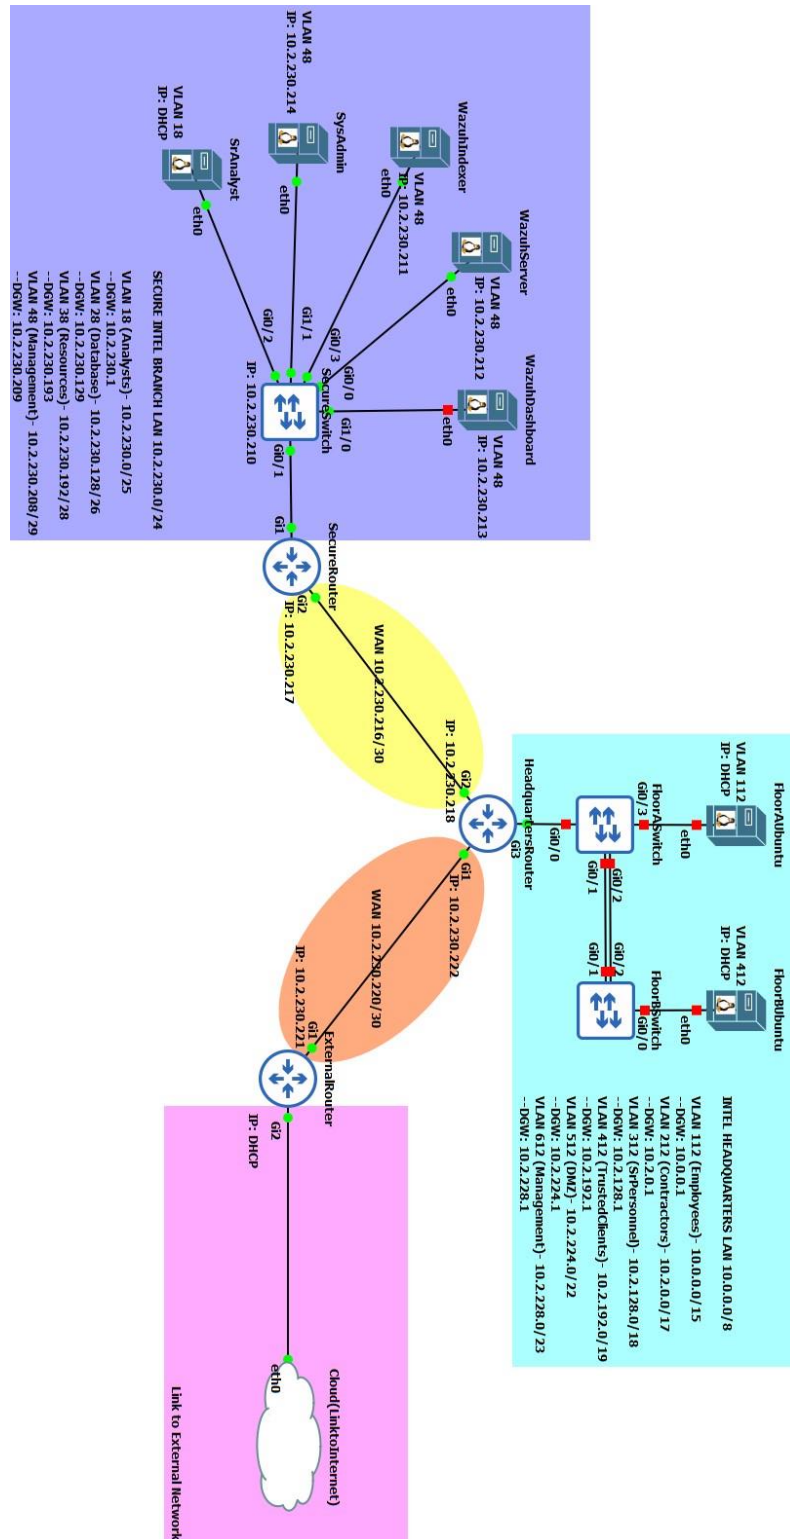 FloorAUbuntu
VLAN 112
IP: DHCP
eth0
Gi0/3
FloorASwitch
Gi0/0
Gi0/2
Gi0/1
FloorBUbuntu
VLAN 412
IP: DHCP
eth0
Gi0/0
FloorBSwitch
Gi0/2
Gi0/1
INTEL HEADQUARTERS LAN 10.0.0.0/8
VLAN 112 (Employees)- 10.0.0.0/15
--DGW: 10.0.0.1
VLAN 212 (Contractors)- 10.2.0.0/17
--DGW: 10.2.0.1
VLAN 312 (SrPersonnel)- 10.2.128.0/18
--DGW: 10.2.128.1
VLAN 412 (TrustedClients)- 10.2.192.0/19
--DGW: 10.2.192.1
VLAN 512 (DMZ)- 10.2.224.0/22
--DGW: 10.2.224.1
VLAN 612 (Management)- 10.2.228.0/23
--DGW: 10.2.228.1
HeadquartersRouter
Gi3
Gi2
IP: 10.2.230.218
Gi1
IP: 10.2.230.222
WAN 10.2.230.216/30
WAN 10.2.230.220/30
WazuhDashboard
VLAN 48
IP: 10.2.230.213
eth0
WazuhServer
VLAN 48
IP: 10.2.230.212
eth0
WazuhIndexer
VLAN 48
IP: 10.2.230.211
eth0
SysAdmin
VLAN 48
IP: 10.2.230.214
eth0
SrAnalyst
VLAN 18
IP: DHCP
eth0
Gi1/0
Gi0/0
Gi0/3
Gi1/1
Gi0/2
SecureSwitch
IP: 10.2.230.210
Gi0/1
Gi1
SecureRouter
Gi2
IP: 10.2.230.217
SECURE INTEL BRANCH LAN 10.2.230.0/24
VLAN 18 (Analysts)- 10.2.230.0/25
--DGW: 10.2.230.1
VLAN 28 (Database)- 10.2.230.128/26
--DGW: 10.2.230.129
VLAN 38 (Resources)- 10.2.230.192/28
--DGW: 10.2.230.193
VLAN 48 (Management)- 10.2.230.208/29
--DGW: 10.2.230.209
ExternalRouter
Gi1
IP: 10.2.230.221
Gi2
IP: DHCP
Cloud(LinktoInternet)
eth0
Link to External Network